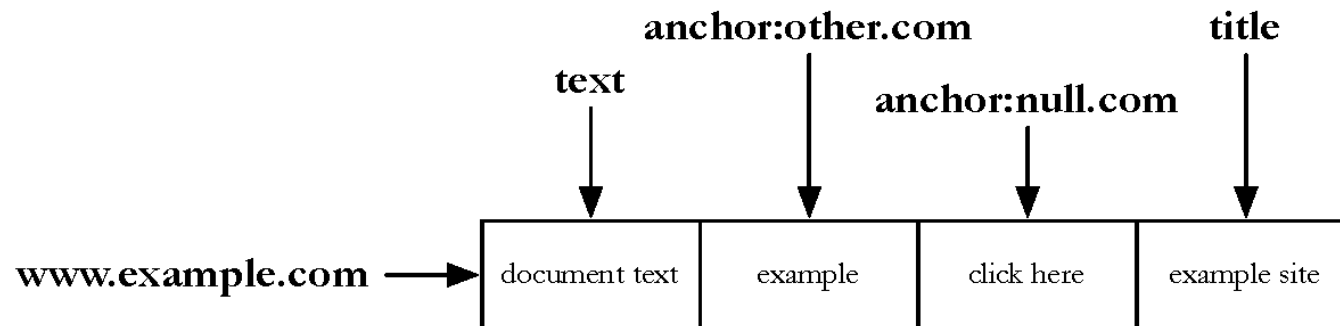 anchor:other.com
title
text
anchor:null.com
www.example.com
document text
example
click here
example site